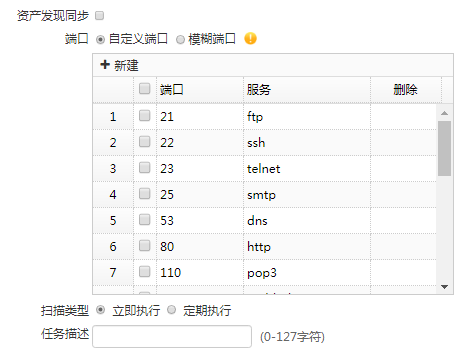 资产发现同步
端口 自定义端口 模糊端口
新建
端口 服务 删除
1 21 ftp
2 22 ssh
3 23 telnet
4 25 smtp
5 53 dns
6 80 http
7 110 pop3
扫描类型 立即执行 定期执行
任务描述 (0-127字符)